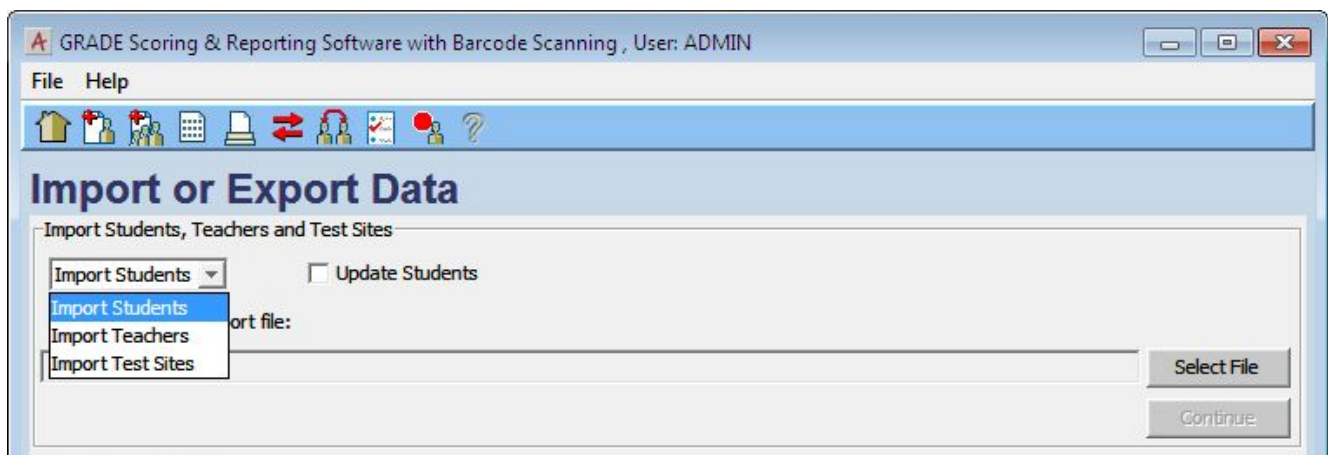 GRADE Scoring & Reporting Software with Barcode Scanning , User: ADMIN
File Help
Import or Export Data
Import Students, Teachers and Test Sites
Import Students
Update Students
Import Students
ort file:
Import Teachers
Import Test Sites
Select File
Continue